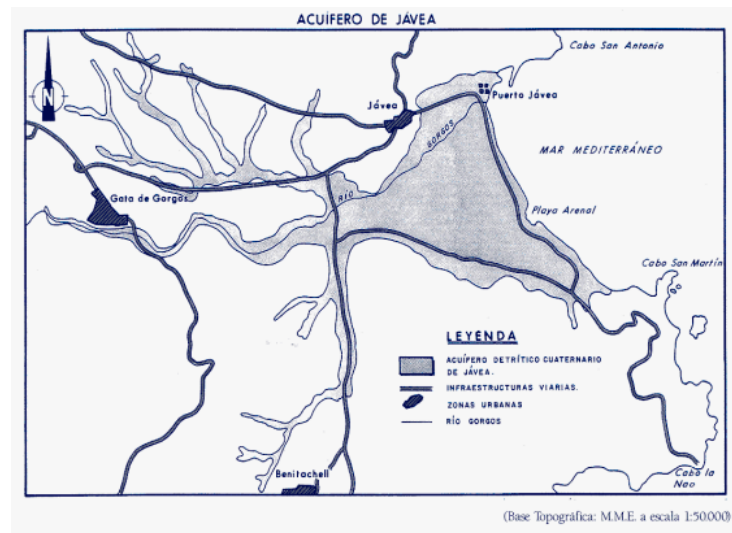 ACUÍFERO DE JÁVEA
Cabo San Antonio
N
Puerto Jávea
Jávea
GORGOS
MAR MEDITERRÁNEO
Gata de Gorgos
RÍO
Playa Arenal
Cabo San Martín
LEYENDA
ACUÍFERO DETRÍTICO CUATERNARIO
DE JÁVEA.
INFRAESTRUCTURAS VIARIAS.
ZONAS URBANAS
RÍO GORGOS
Benitachell
Cabo la
Nao
(Base Topográfica: M.M.E. a escala 1:50.000)